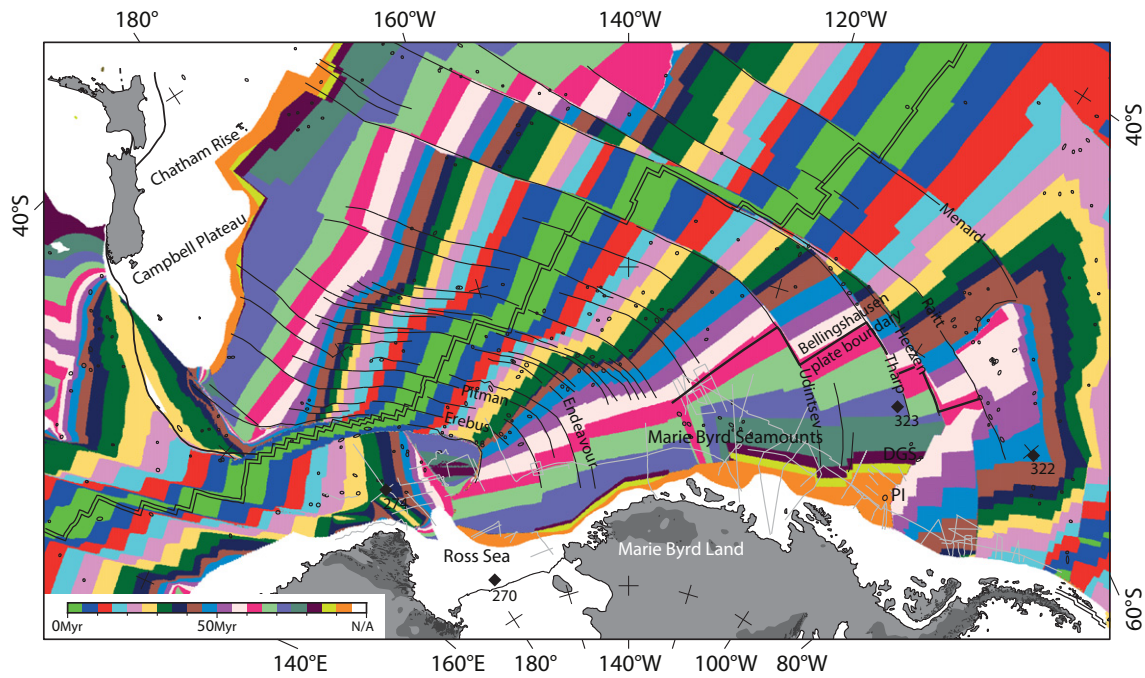 180°
160°W
140°W
120°W
40°S
40°S
Chatham Rise
Campbell Plateau
Menard
Bellingshausen
plate boundary
Raitt
Heezen
Tharp
Udintsev
Pitman
Erebus
Endeavour
323
Marie Byrd Seamounts
DGS
322
PI
Ross Sea
Marie Byrd Land
270
0Myr
50Myr
N/A
60°S
140°E
160°E
180°
140°W
100°W
80°W